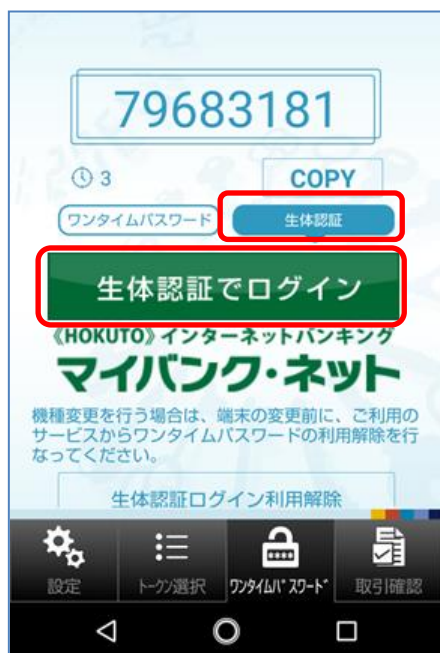 79683181
3
COPY
ワンタイムパスワード
生体認証
生体認証でログイン
《HOKUTO》インターネットバンキング
マイバンク・ネット
機種変更を行う場合は、端末の変更前に、ご利用の
サービスからワンタイムパスワードの利用解除を行
なってください。
生体認証ログイン利用解除
設定
トークン選択
ワンタイムパスワード
取引確認